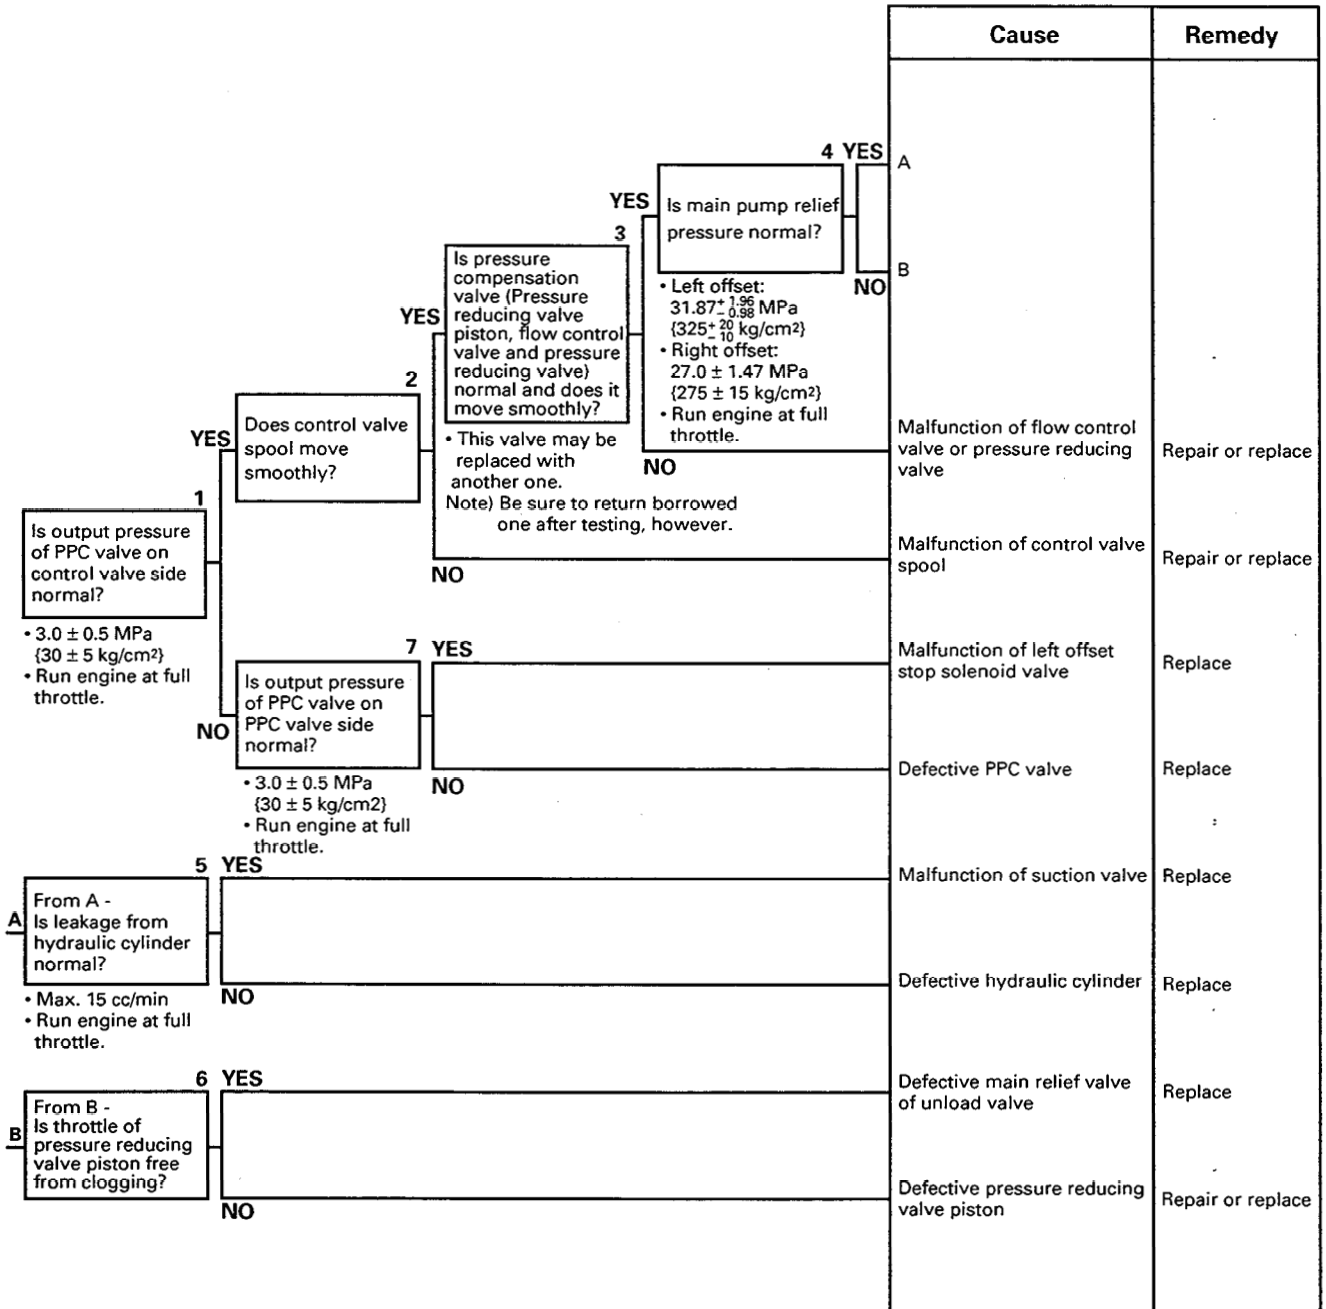 Cause
Remedy
4 YES
A
Is main pump relief
pressure normal?
B
NO
• Left offset:
31.87 + 1.96 - 0.98 MPa
{325 + 20 - 10 kg/cm²}
• Right offset:
27.0 ± 1.47 MPa
{275 ± 15 kg/cm²}
• Run engine at full
throttle.
YES
3
Is pressure
compensation
valve (Pressure
reducing valve
piston, flow control
valve and pressure
reducing valve)
normal and does it
move smoothly?
• This valve may be
replaced with
another one.
Note) Be sure to return borrowed
one after testing, however.
NO
Malfunction of flow control
valve or pressure reducing
valve
Repair or replace
YES
2
Does control valve
spool move
smoothly?
NO
Malfunction of control valve
spool
Repair or replace
YES
1
Is output pressure
of PPC valve on
control valve side
normal?
• 3.0 ± 0.5 MPa
{30 ± 5 kg/cm²}
• Run engine at full
throttle.
NO
7 YES
Is output pressure
of PPC valve on
PPC valve side
normal?
• 3.0 ± 0.5 MPa
{30 ± 5 kg/cm2}
• Run engine at full
throttle.
Malfunction of left offset
stop solenoid valve
Replace
NO
Defective PPC valve
Replace
5 YES
A
From A -
Is leakage from
hydraulic cylinder
normal?
• Max. 15 cc/min
• Run engine at full
throttle.
Malfunction of suction valve
Replace
NO
Defective hydraulic cylinder
Replace
6 YES
B
From B -
Is throttle of
pressure reducing
valve piston free
from clogging?
Defective main relief valve
of unload valve
Replace
NO
Defective pressure reducing
valve piston
Repair or replace